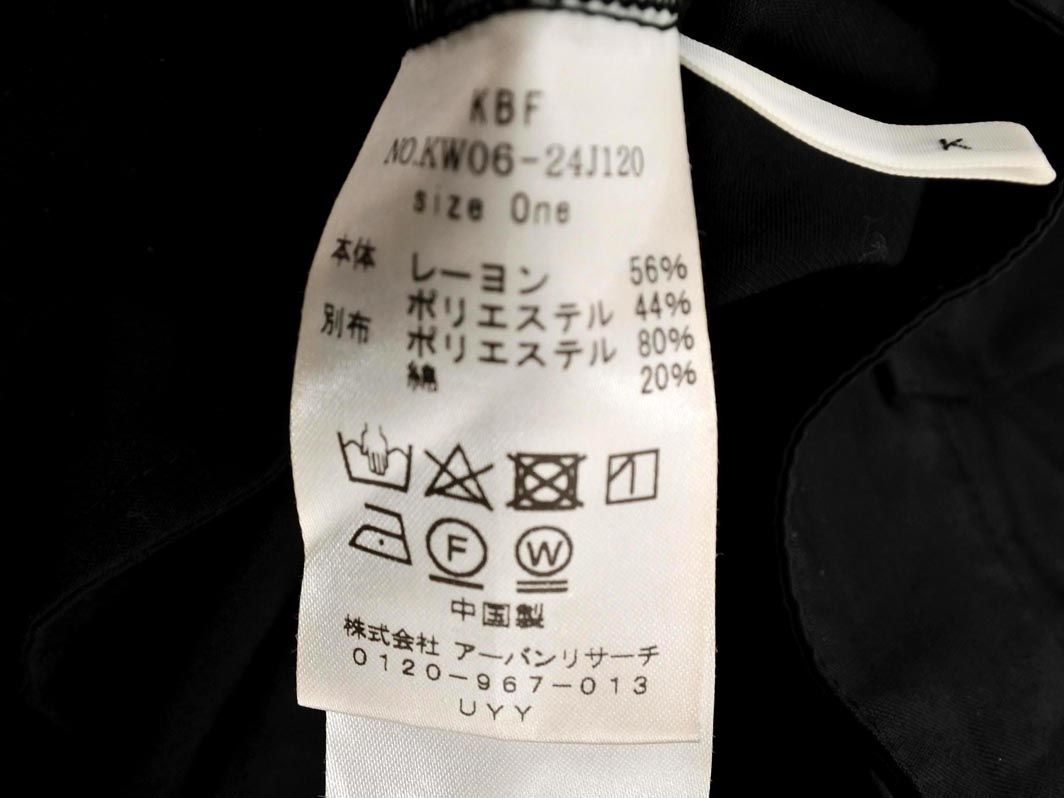 KBF
NO.KW06-24J120
size One
本体 レーヨン 56%
ポリエステル 44%
別布 ポリエステル 80%
綿 20%
F W
中国製
株式会社 アーバンリサーチ
0120-967-013
UYY
K